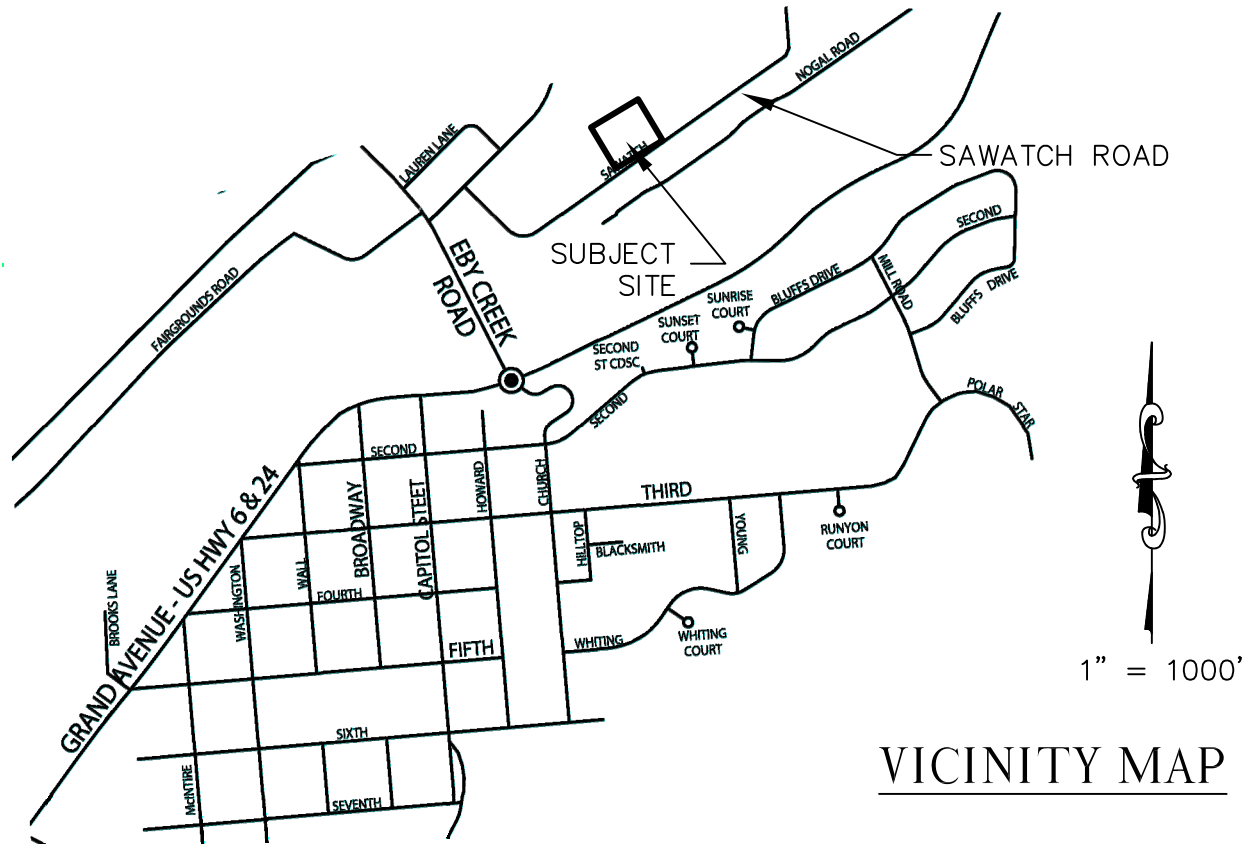 NOGAL ROAD
LAUREN LANE
SAWATCH
SAWATCH ROAD
SUBJECT
SITE
EBY CREEK
ROAD
FAIRGROUNDS ROAD
SECOND
MILL ROAD
BLUFFS DRIVE
BLUFFS DRIVE
SUNRISE
COURT
SUNSET
COURT
SECOND
ST CDSC
SECOND
POLAR STAR
SECOND
GRAND AVENUE - US HWY 6 & 24
BROADWAY
CAPITOL STEET
HOWARD
CHURCH
THIRD
YOUNG
RUNYON
COURT
HILLTOP
BLACKSMITH
WALL
WASHINGTON
BROOKS LANE
FOURTH
FIFTH
WHITING
WHITING
COURT
SIXTH
McINTIRE
SEVENTH
1" = 1000'
VICINITY MAP